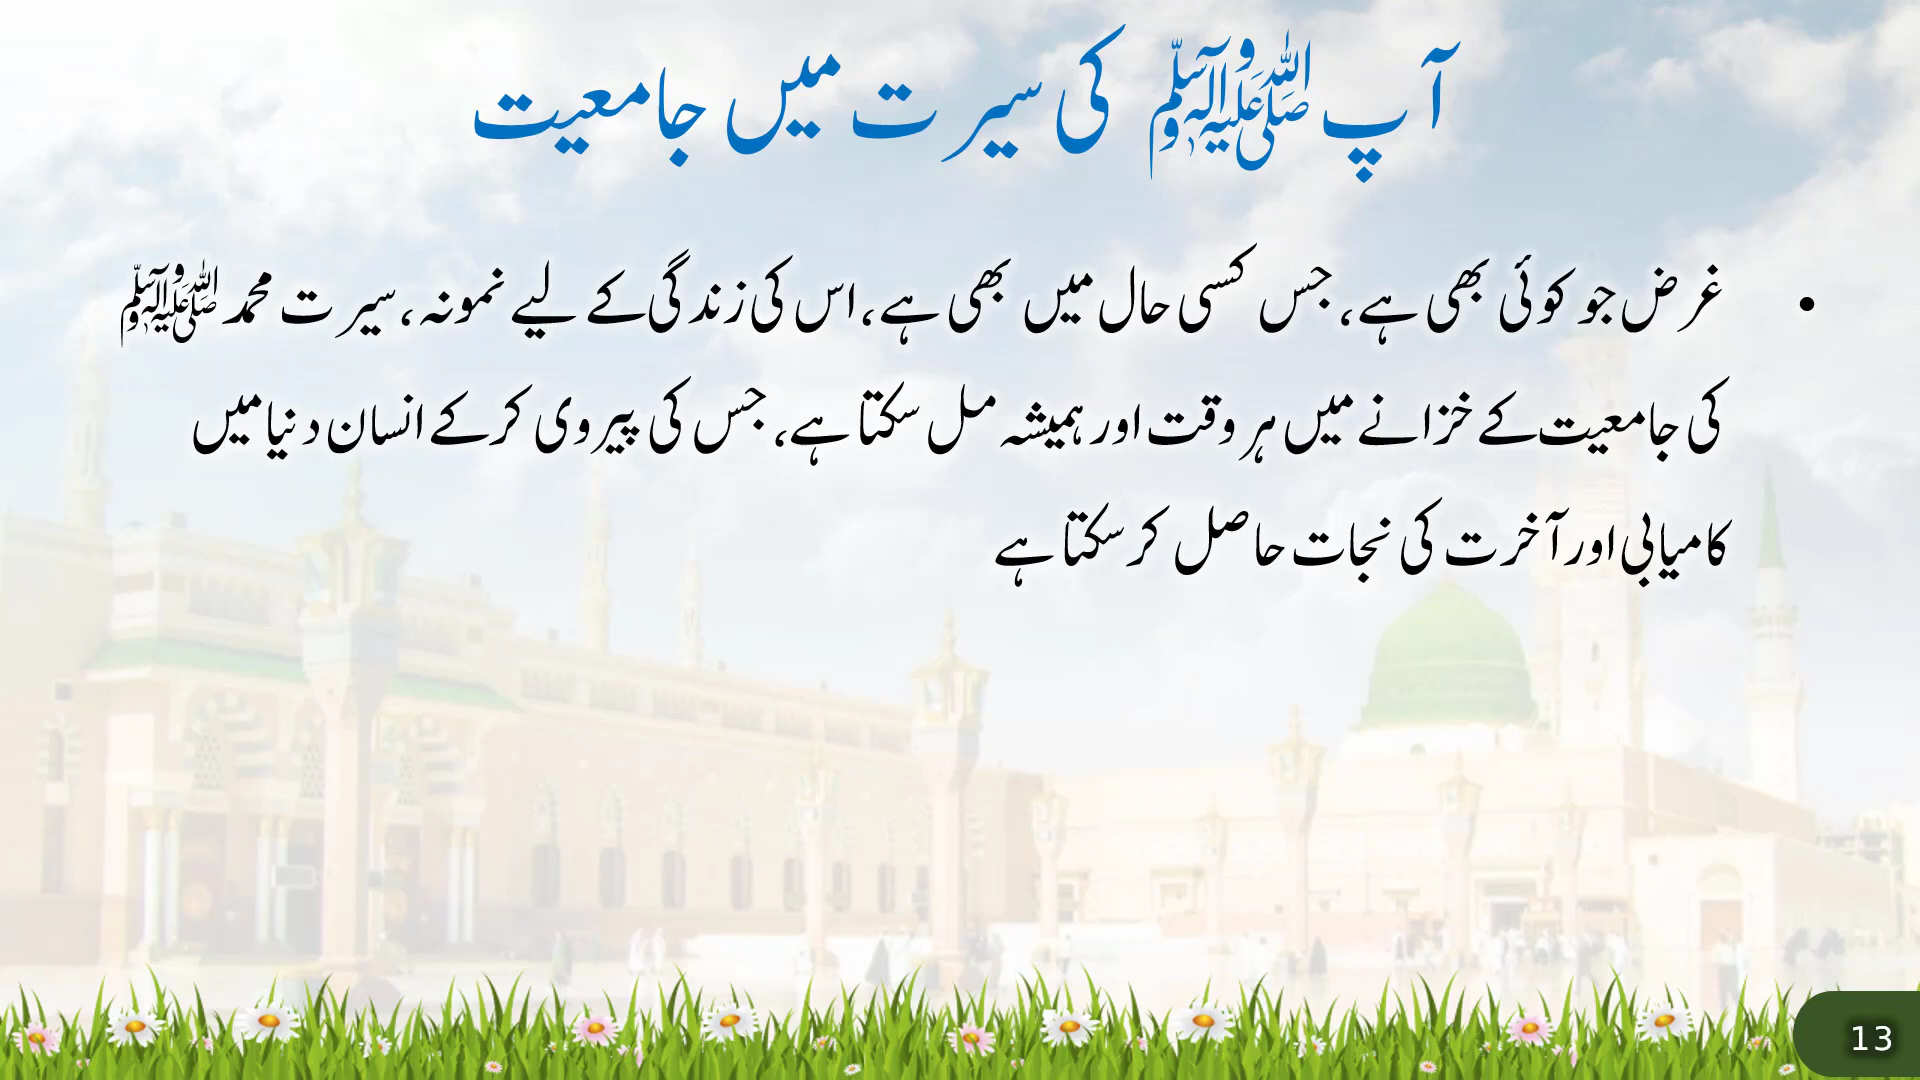 آپ ﷺ کی سیرت میں جامعیت
• غرض جو کوئی بھی ہے، جس کسی حال میں بھی ہے، اس کی زندگی کے لیے نمونہ، سیرت محمد ﷺ
کی جامعیت کے خزانے میں ہر وقت اور ہمیشہ مل سکتا ہے، جس کی پیروی کرکے انسان دنیا میں
کامیابی اور آخرت کی نجات حاصل کر سکتا ہے
13